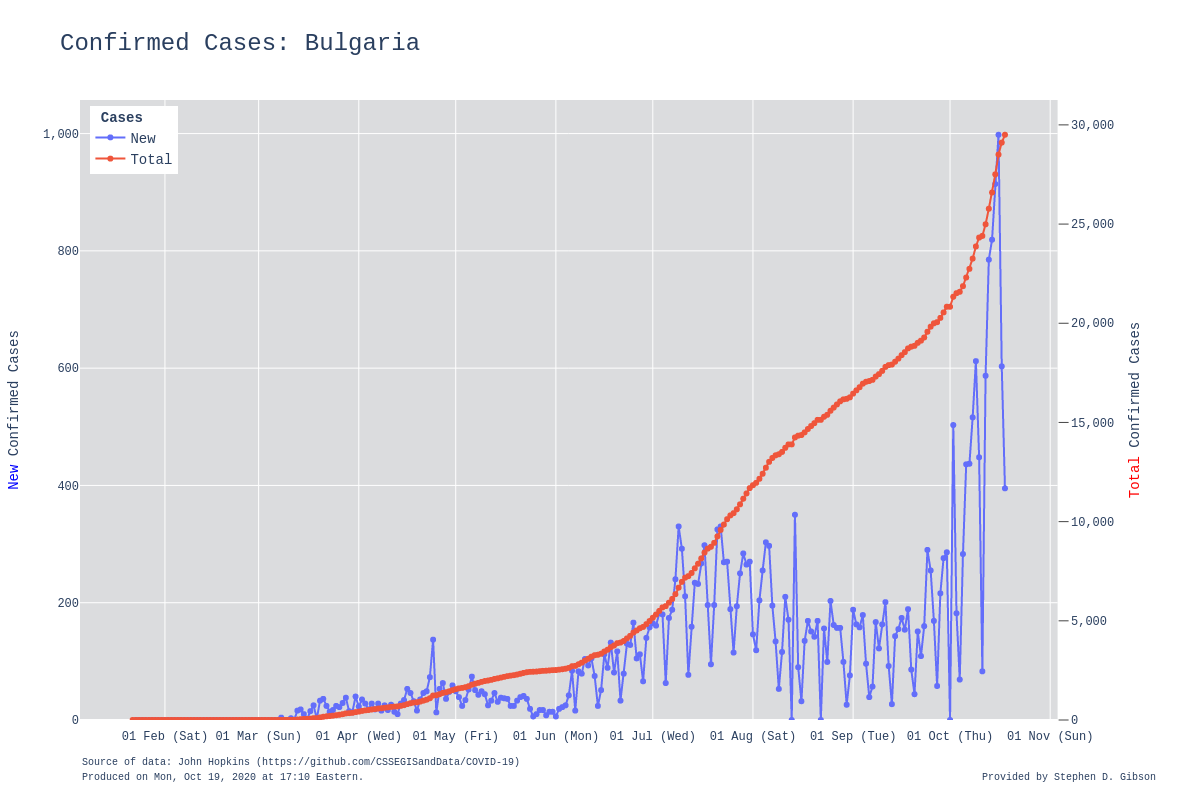 Confirmed Cases: Bulgaria
Cases
New
Total
1,000
800
600
400
200
0
30,000
25,000
20,000
15,000
10,000
5,000
0
New Confirmed Cases
Total Confirmed Cases
01 Feb (Sat) 01 Mar (Sun) 01 Apr (Wed) 01 May (Fri) 01 Jun (Mon) 01 Jul (Wed) 01 Aug (Sat) 01 Sep (Tue) 01 Oct (Thu) 01 Nov (Sun)
Source of data: John Hopkins (https://github.com/CSSEGISandData/COVID-19)
Produced on Mon, Oct 19, 2020 at 17:10 Eastern.
Provided by Stephen D. Gibson